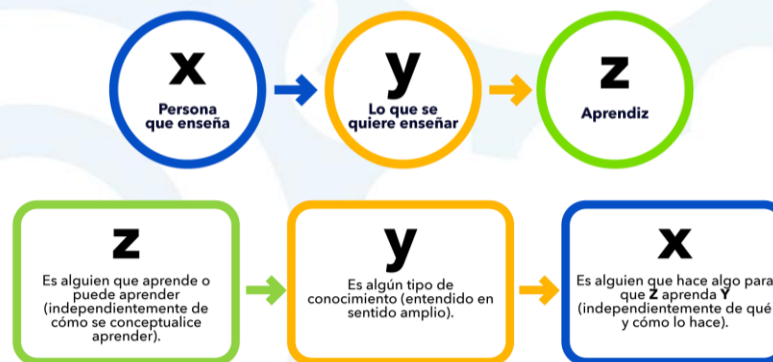 x
Persona
que enseña
y
Lo que se
quiere enseñar
z
Aprendiz
z
Es alguien que aprende o
puede aprender
(independientemente de
cómo se conceptualice
aprender).
y
Es algún tipo de
conocimiento (entendido en
sentido amplio).
x
Es alguien que hace algo para
que Z aprenda Y
(independientemente de qué
y cómo lo hace).